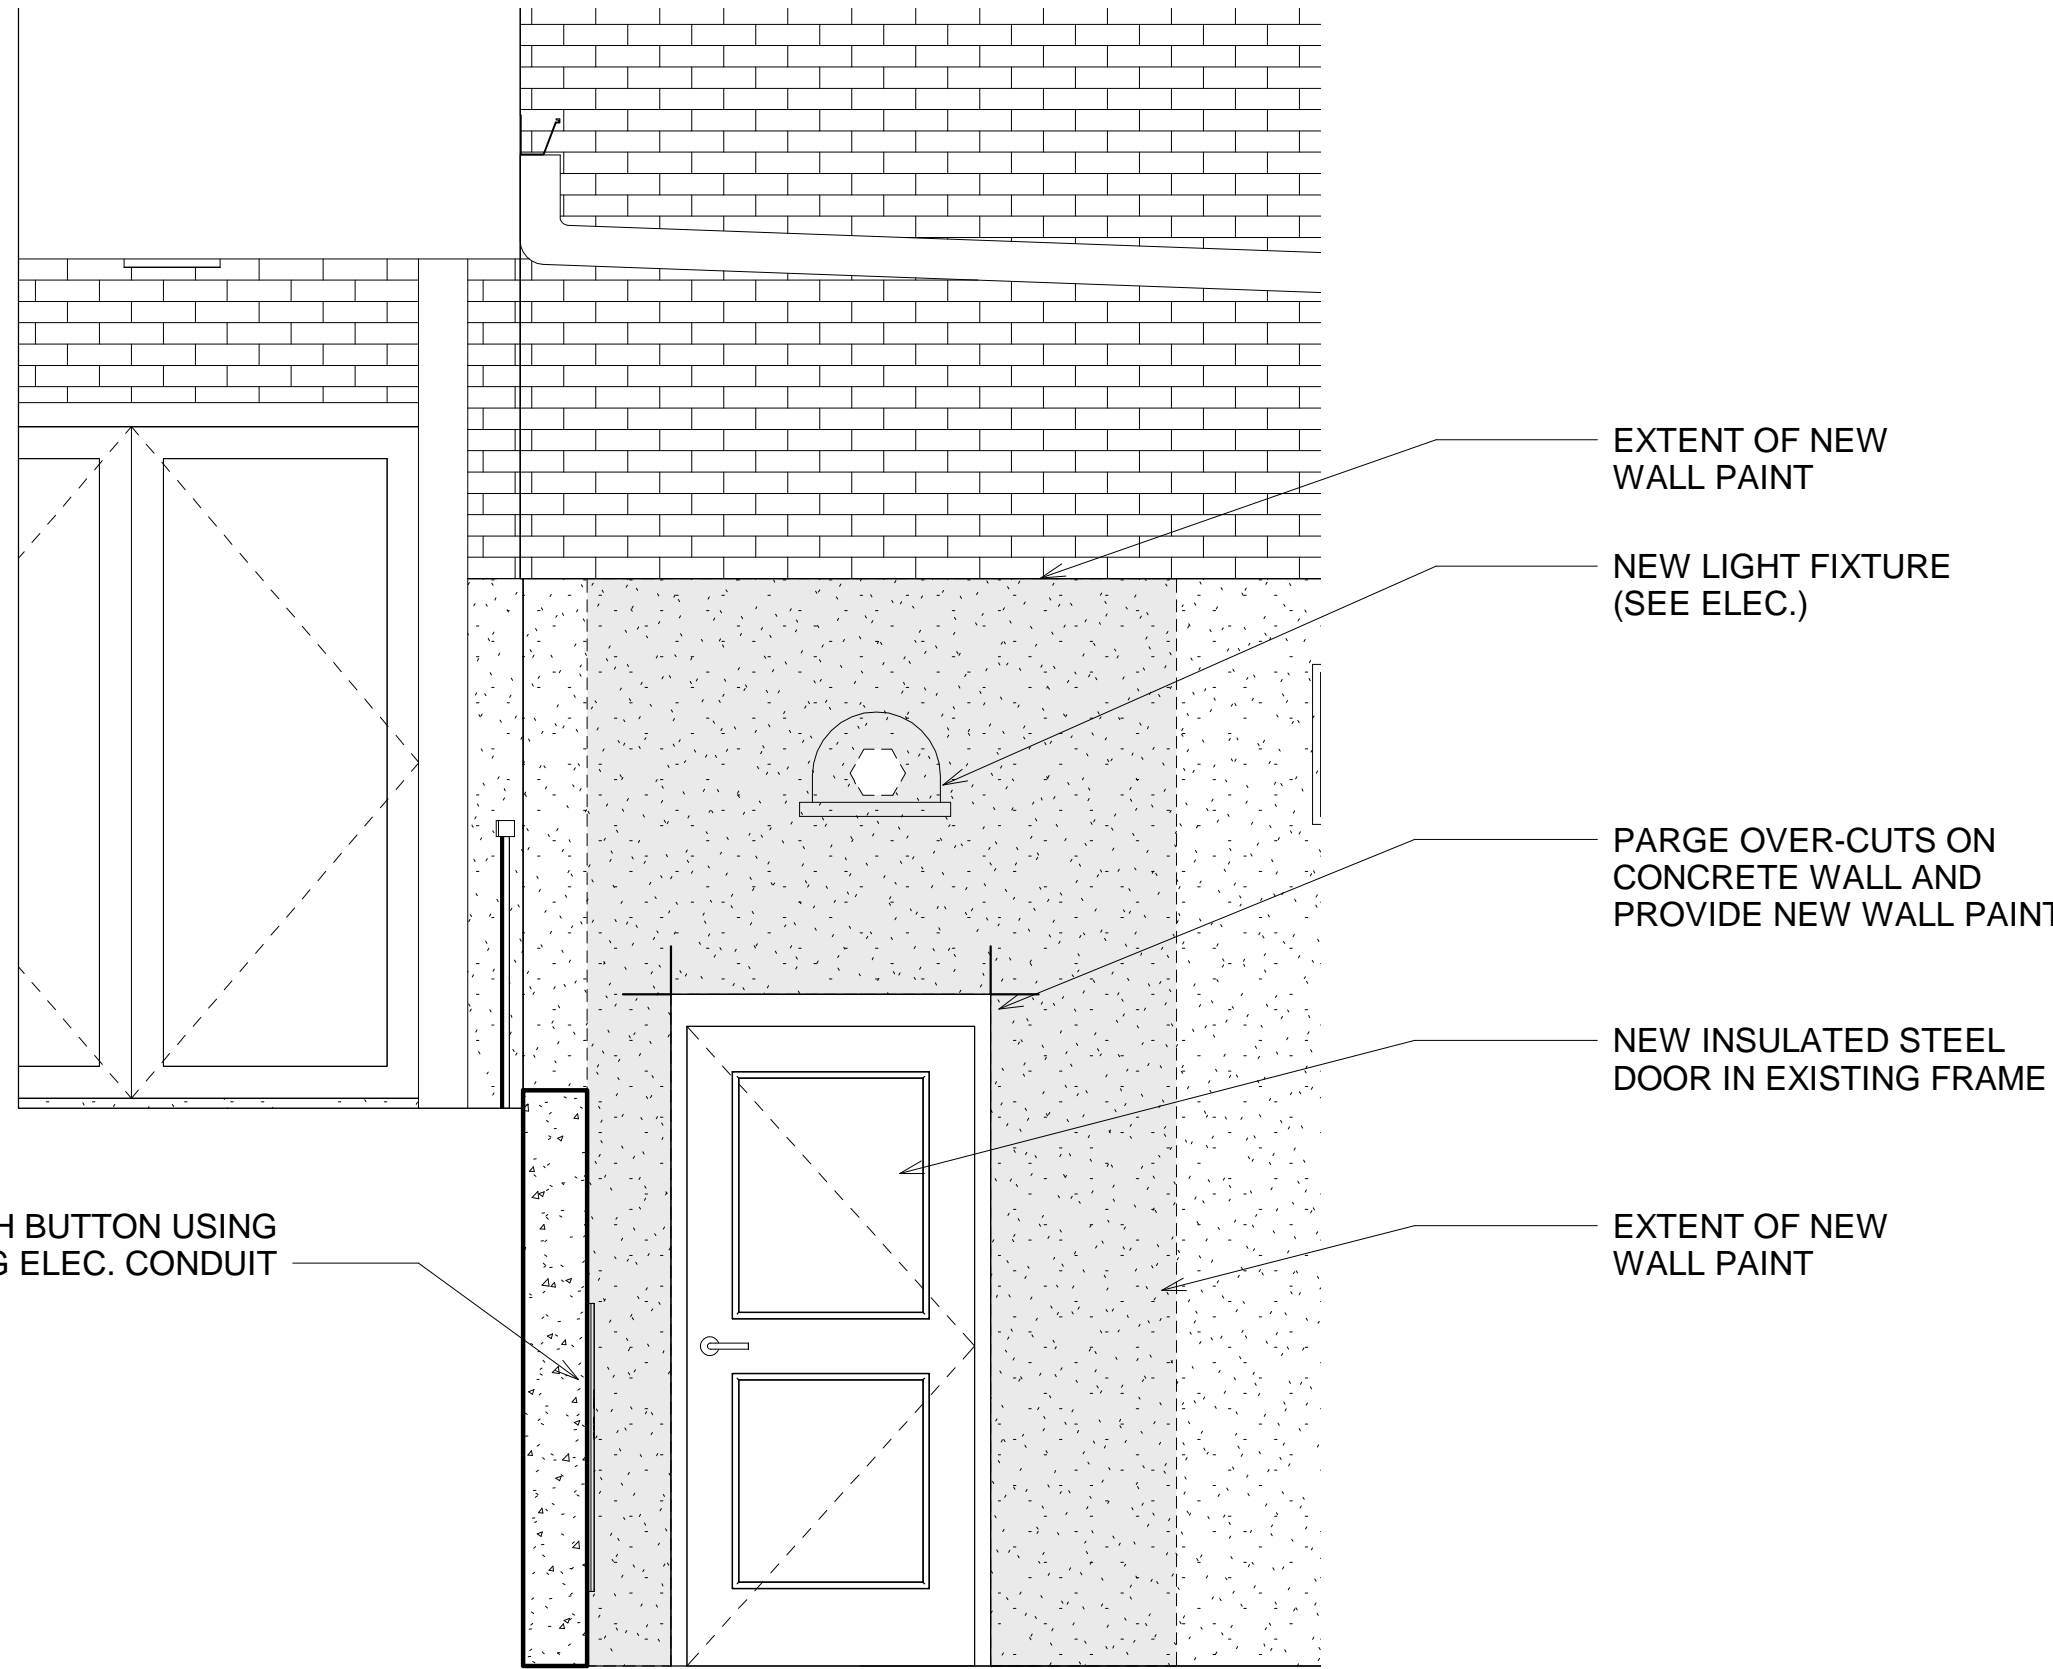 EXTENT OF NEW
WALL PAINT
NEW LIGHT FIXTURE
(SEE ELEC.)
PARGE OVER-CUTS ON
CONCRETE WALL AND
PROVIDE NEW WALL PAINT
NEW INSULATED STEEL
DOOR IN EXISTING FRAME
EXTENT OF NEW
WALL PAINT
BUTTON USING
ELEC. CONDUIT